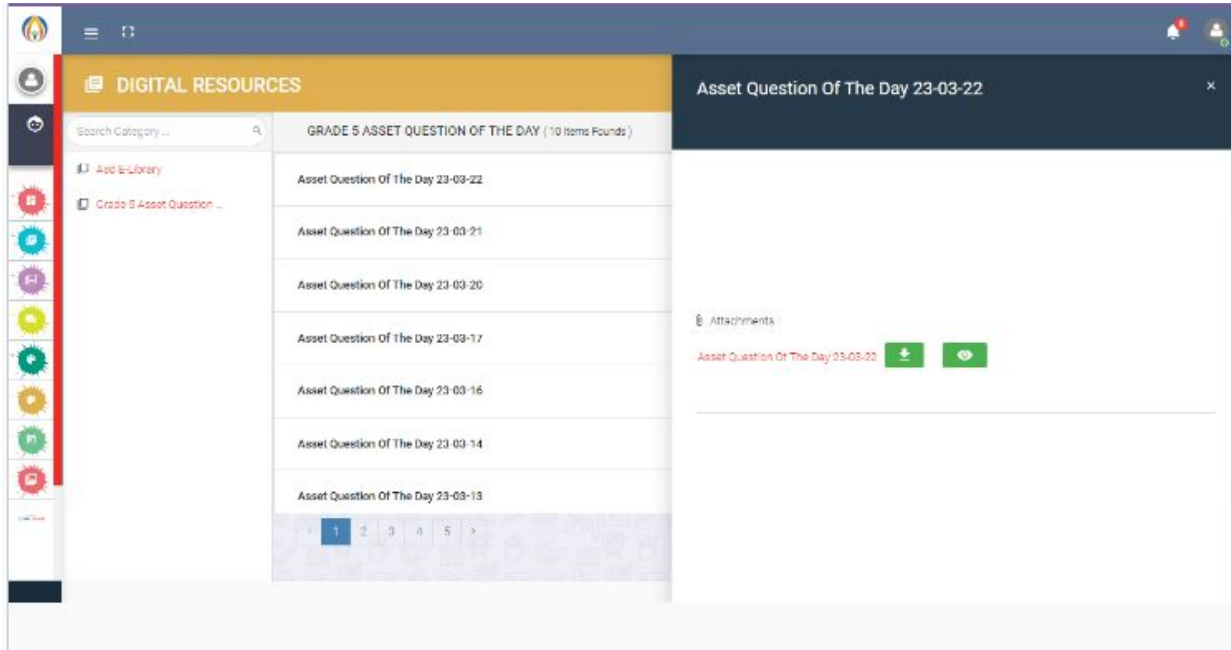 DIGITAL RESOURCES
Asset Question Of The Day 23-03-22
×
Search Category ...
GRADE 5 ASSET QUESTION OF THE DAY ( 10 Items Founds )
Asd E-Library
Grade 5 Asset Question ...
Asset Question Of The Day 23-03-22
Asset Question Of The Day 23-03-21
Asset Question Of The Day 23-03-20
Asset Question Of The Day 23-03-17
Asset Question Of The Day 23-03-16
Asset Question Of The Day 23-03-14
Asset Question Of The Day 23-03-13
1 2 3 4 5
Attachments
Asset Question Of The Day 23-03-22